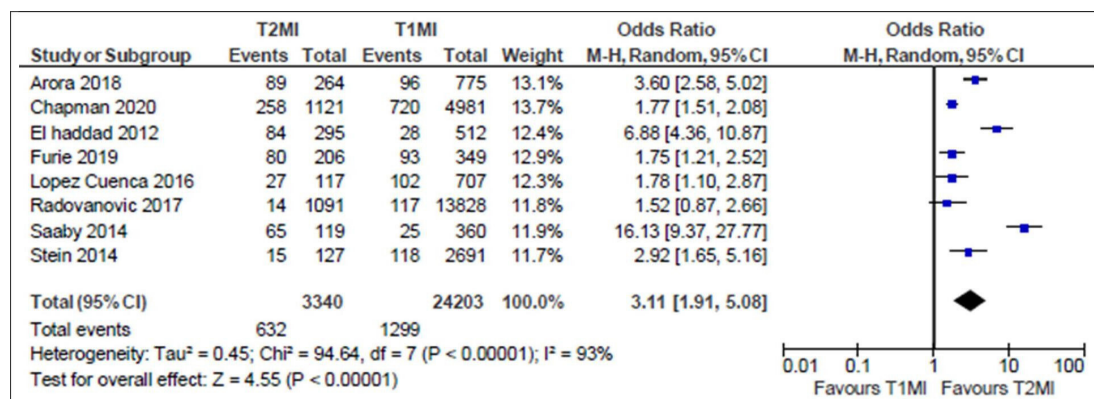 T2MI T1MI Odds Ratio Odds Ratio
Study or Subgroup Events Total Events Total Weight M-H, Random, 95% CI M-H, Random, 95% CI
Arora 2018 89 264 96 775 13.1% 3.60 [2.58, 5.02]
Chapman 2020 258 1121 720 4981 13.7% 1.77 [1.51, 2.08]
El haddad 2012 84 295 28 512 12.4% 6.88 [4.36, 10.87]
Furie 2019 80 206 93 349 12.9% 1.75 [1.21, 2.52]
Lopez Cuenca 2016 27 117 102 707 12.3% 1.78 [1.10, 2.87]
Radovanovic 2017 14 1091 117 13828 11.8% 1.52 [0.87, 2.66]
Saaby 2014 65 119 25 360 11.9% 16.13 [9.37, 27.77]
Stein 2014 15 127 118 2691 11.7% 2.92 [1.65, 5.16]
Total (95% CI) 3340 24203 100.0% 3.11 [1.91, 5.08]
Total events 632 1299
Heterogeneity: Tau² = 0.45; Chi² = 94.64, df = 7 (P < 0.00001); I² = 93%
Test for overall effect: Z = 4.55 (P < 0.00001)
0.01 0.1 1 10 100
Favours T1MI Favours T2MI